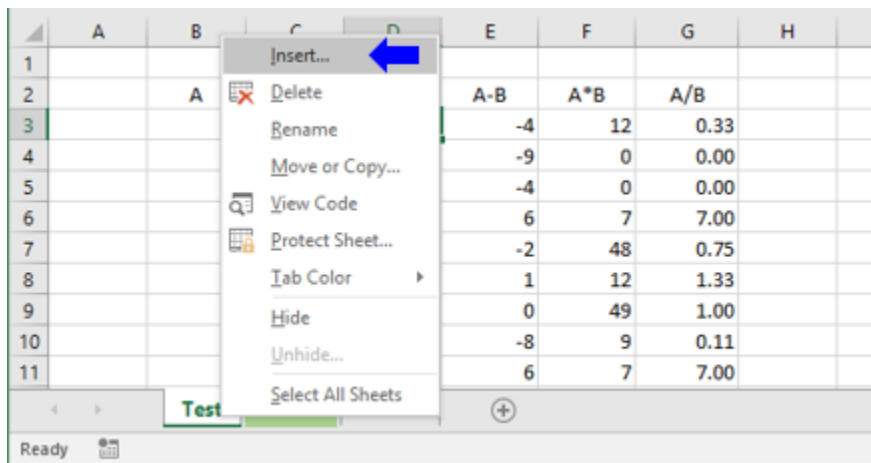 A B C D E F G H
1 Insert...
2 A Delete A-B A*B A/B
3 Rename -4 12 0.33
4 Move or Copy... -9 0 0.00
5 -4 0 0.00
6 View Code 6 7 7.00
7 Protect Sheet... -2 48 0.75
8 Tab Color 1 12 1.33
9 Hide 0 49 1.00
10 Unhide... -8 9 0.11
11 6 7 7.00
Test Select All Sheets
Ready